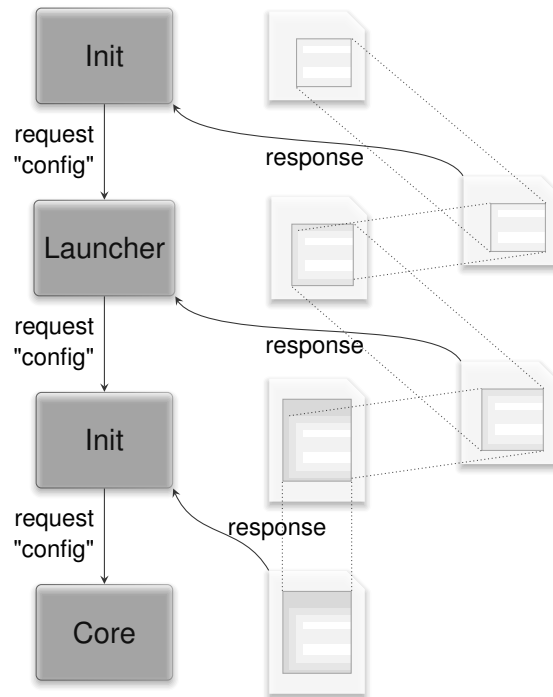 Init
request
"config"
response
Launcher
request
"config"
response
Init
request
"config"
response
Core